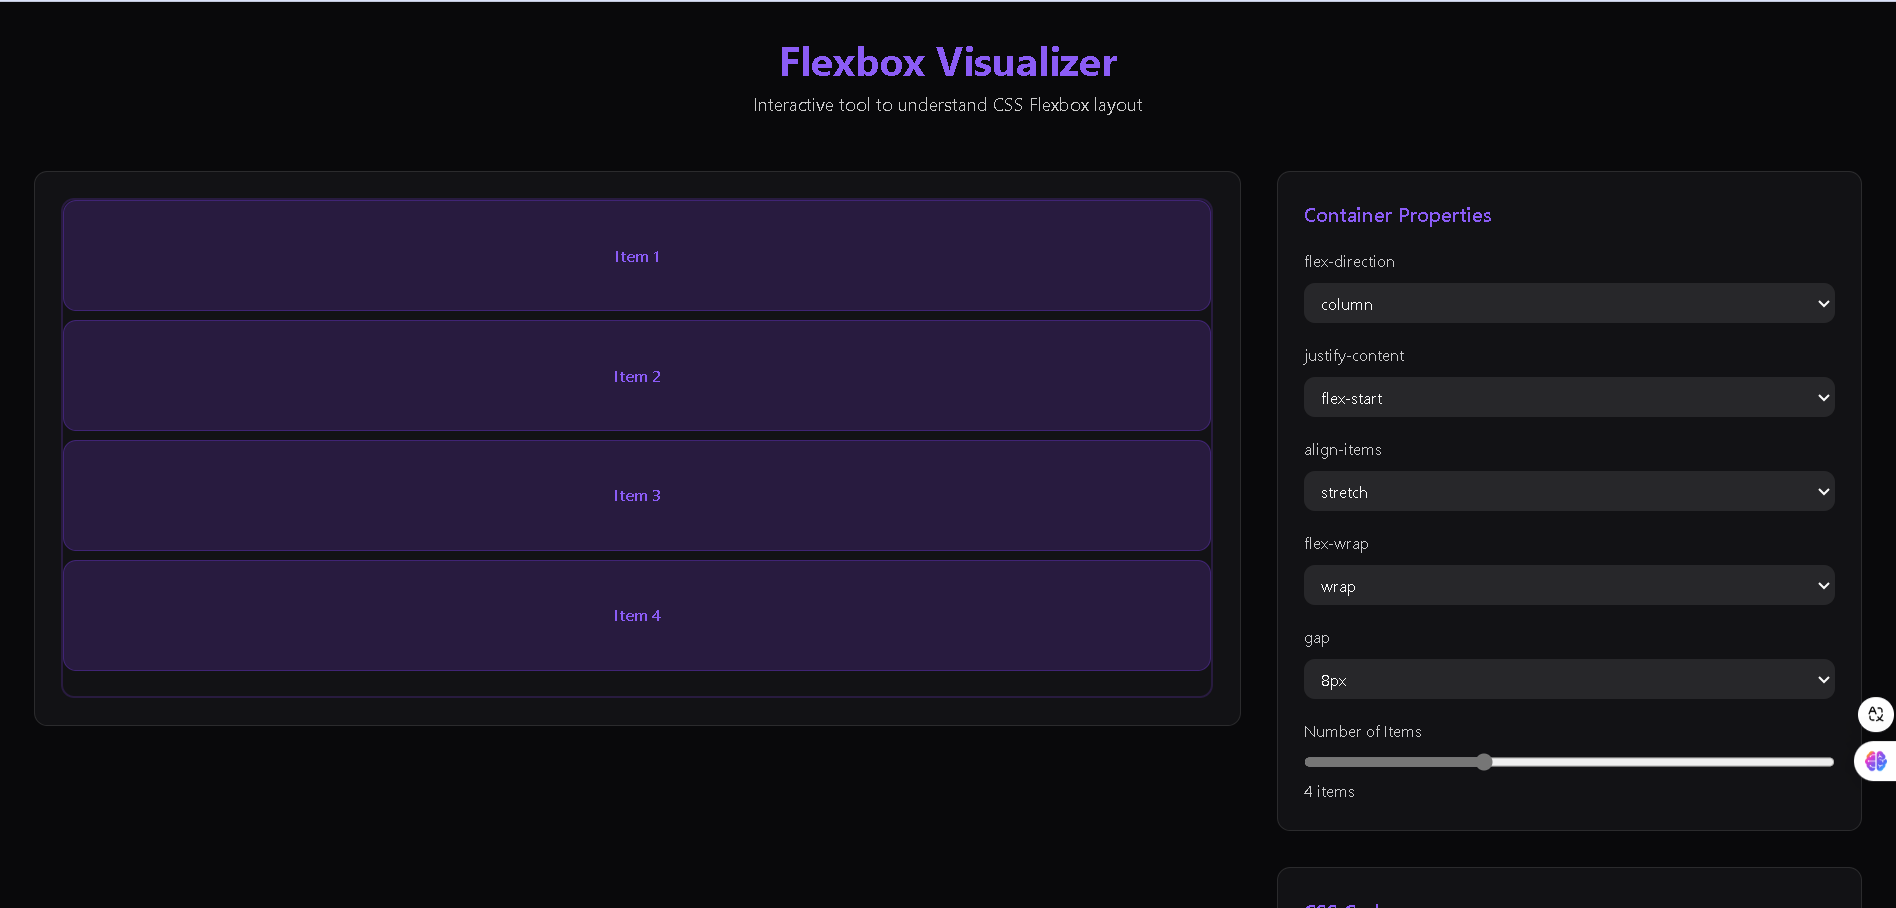 Flexbox Visualizer
Interactive tool to understand CSS Flexbox layout
Item 1
Item 2
Item 3
Item 4
Container Properties
flex-direction
column
justify-content
flex-start
align-items
stretch
flex-wrap
wrap
gap
8px
Number of Items
4 items